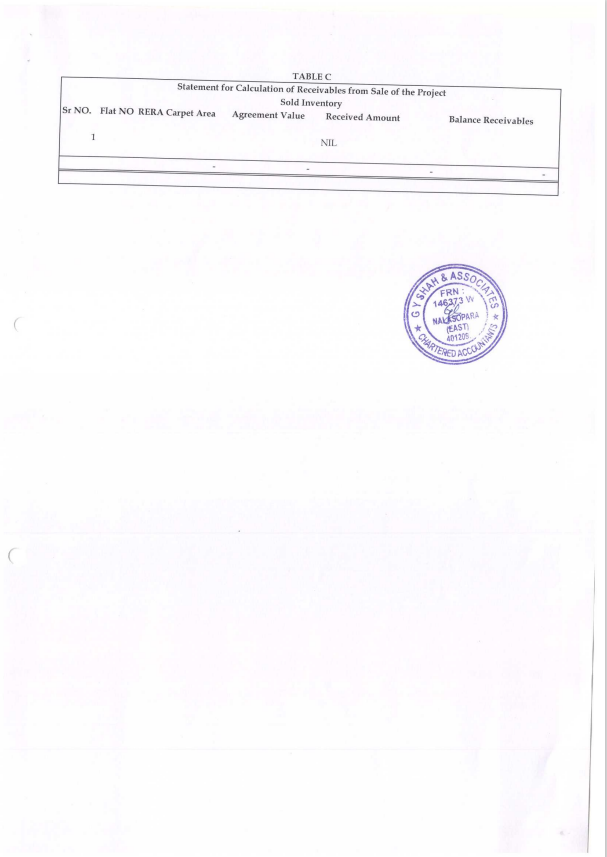 TABLE C
Statement for Calculation of Receivables from Sale of the Project
Sold Inventory
Sr NO. Flat NO RERA Carpet Area Agreement Value Received Amount Balance Receivables
1 NIL
- - - -
G Y SHAH & ASSOCIATES
FRN :
146373 W
NALASOPARA
(EAST)
401205
★ CHARTERED ACCOUNTANTS ★